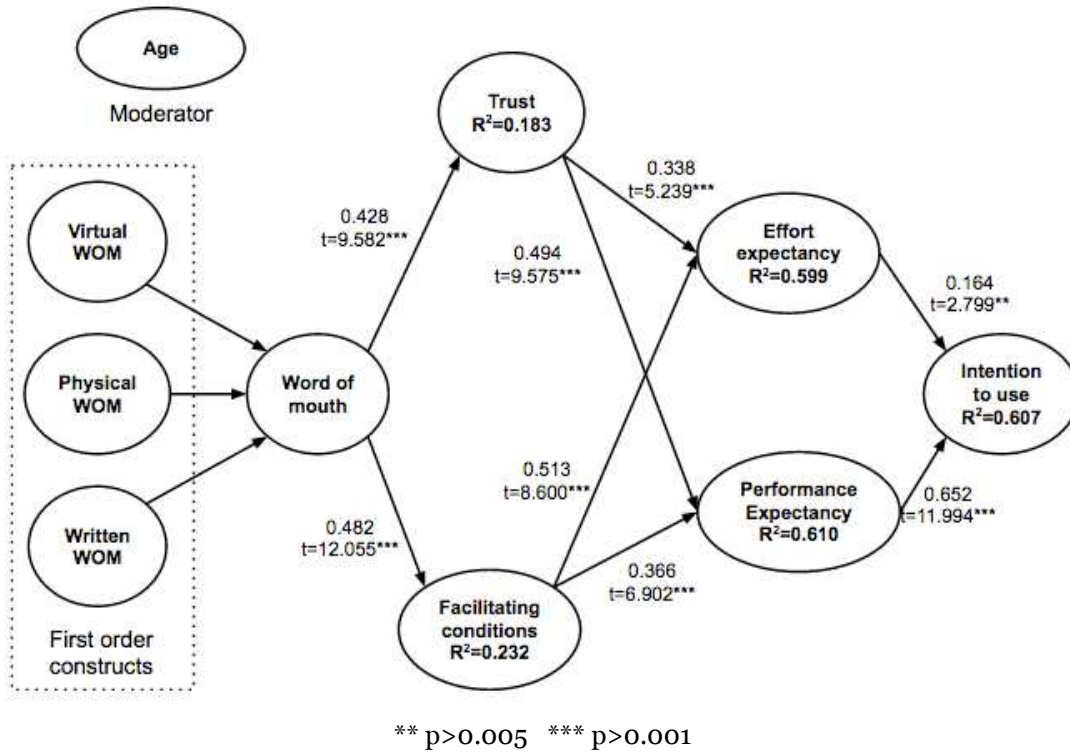 Age
Moderator
Virtual
WOM
Physical
WOM
Written
WOM
First order
constructs
Word of
mouth
0.428
t=9.582***
0.482
t=12.055***
Trust
R²=0.183
Facilitating
conditions
R²=0.232
0.338
t=5.239***
0.494
t=9.575***
0.513
t=8.600***
0.366
t=6.902***
Effort
expectancy
R²=0.599
Performance
Expectancy
R²=0.610
0.164
t=2.799**
0.652
t=11.994***
Intention
to use
R²=0.607
** p>0.005 *** p>0.001